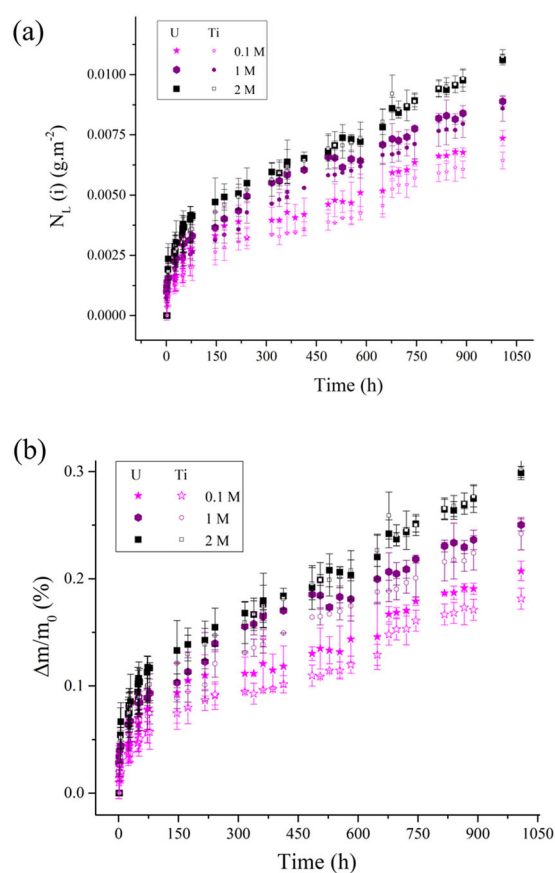 (a)
U Ti
0.1 M
1 M
2 M
0.0100
0.0075
0.0050
0.0025
0.0000
N_L (i) (g.m⁻²)
0 150 300 450 600 750 900 1050
Time (h)
(b)
U Ti
0.1 M
1 M
2 M
0.3
0.2
0.1
0.0
Δm/m₀ (%)
0 150 300 450 600 750 900 1050
Time (h)